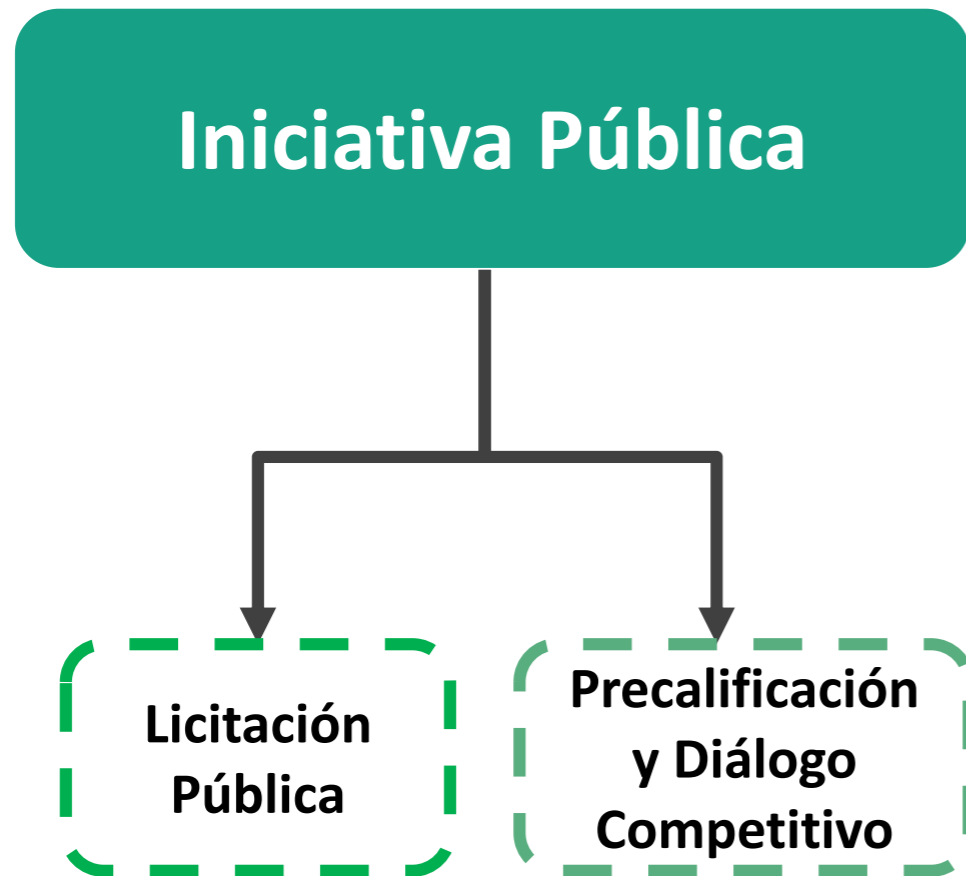 Iniciativa Pública
Licitación
Pública
Precalificación
y Diálogo
Competitivo